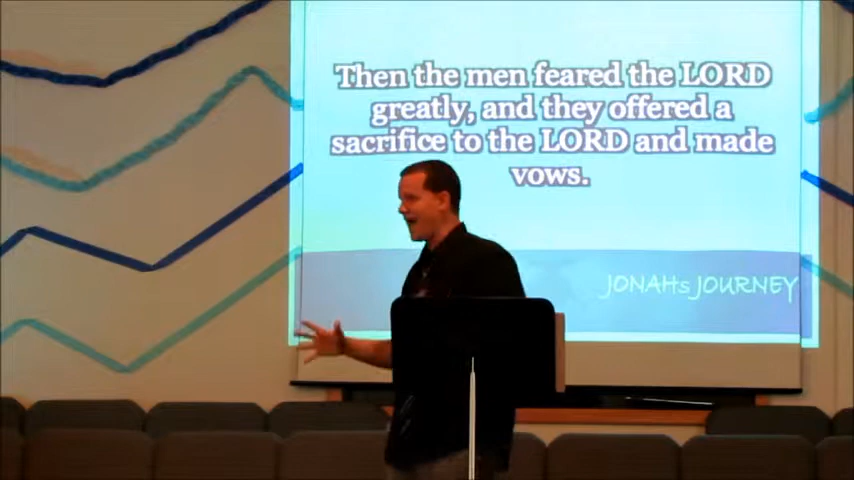 Then the men feared the LORD
greatly, and they offered a
sacrifice to the LORD and made
vows.
JONAHs JOURNEY